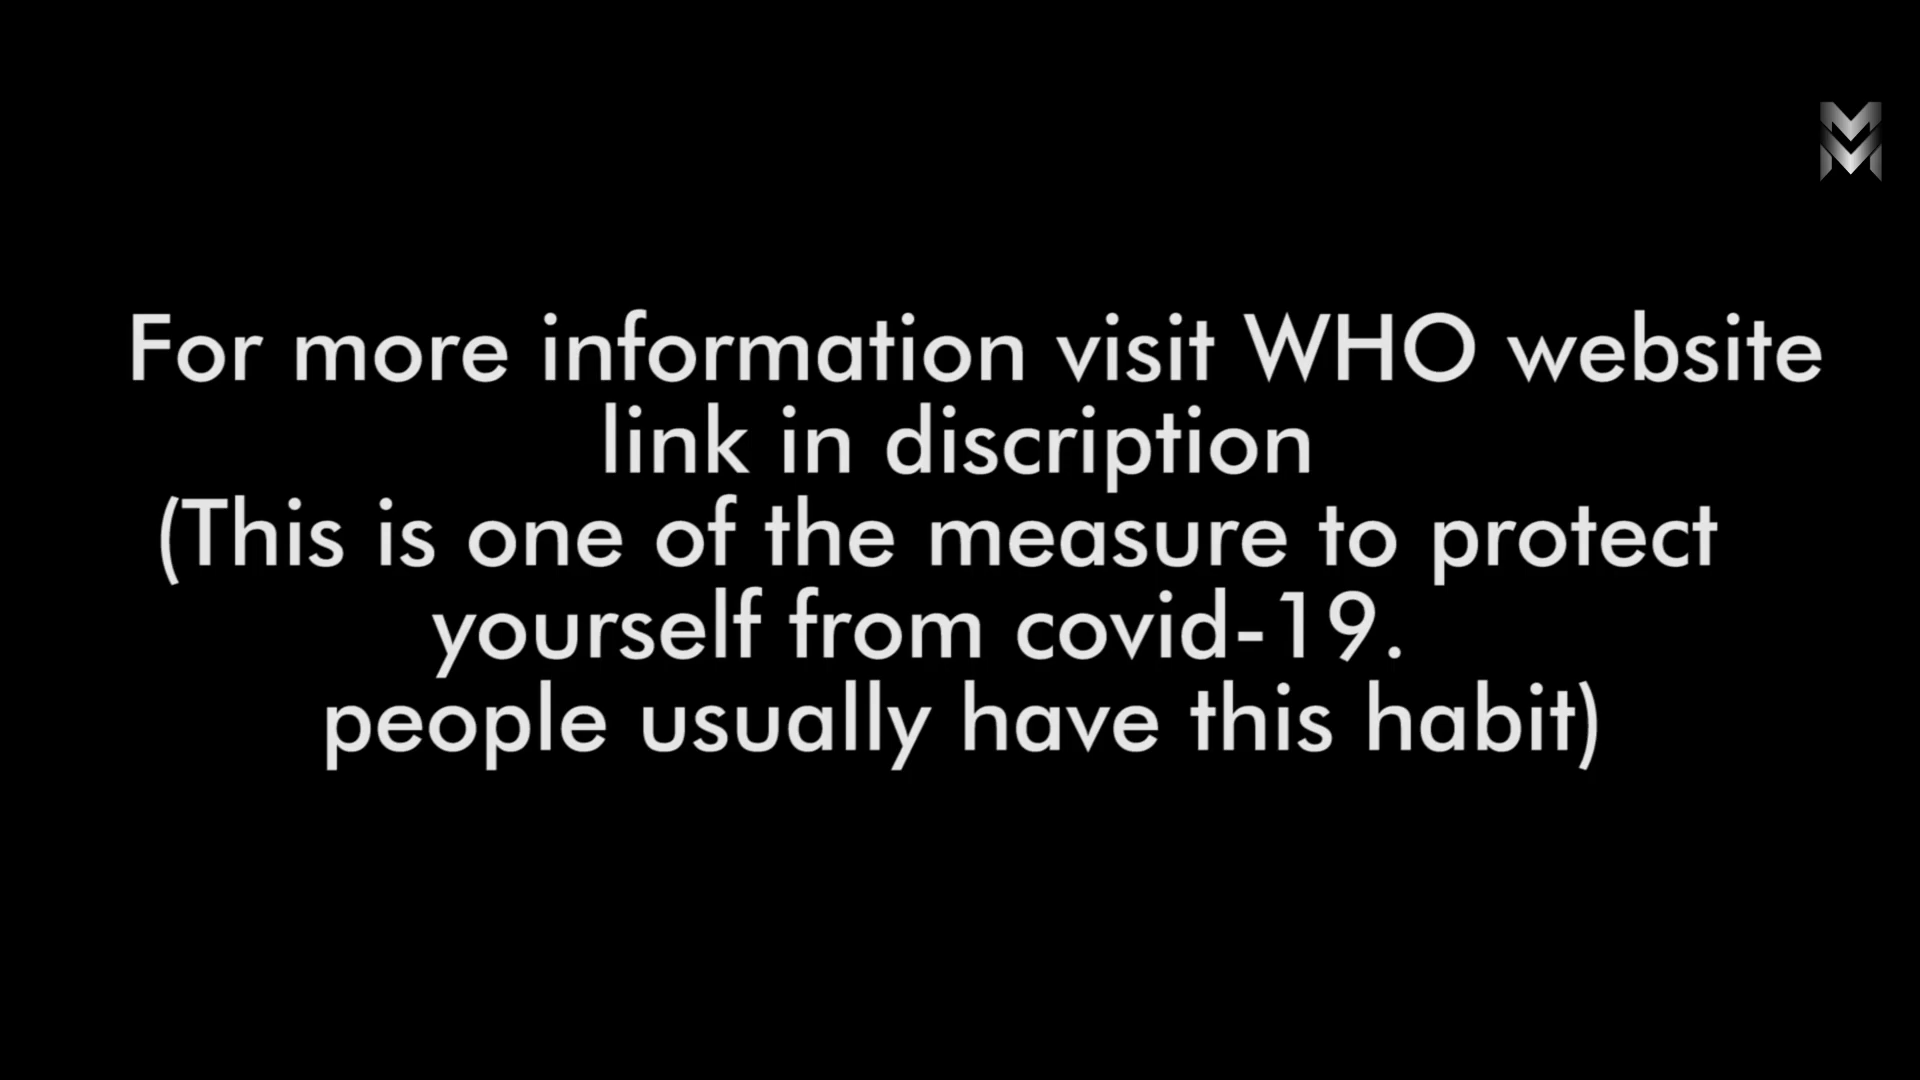 For more information visit WHO website
link in discription
(This is one of the measure to protect
yourself from covid-19.
people usually have this habit)